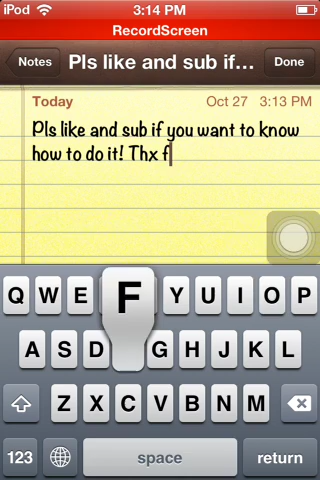 iPod 3:14 PM
RecordScreen
Notes Pls like and sub if... Done
Today Oct 27 3:13 PM
Pls like and sub if you want to know
how to do it! Thx f
Q W E Y U I O P
F
A S D G H J K L
Z X C V B N M
123 space return